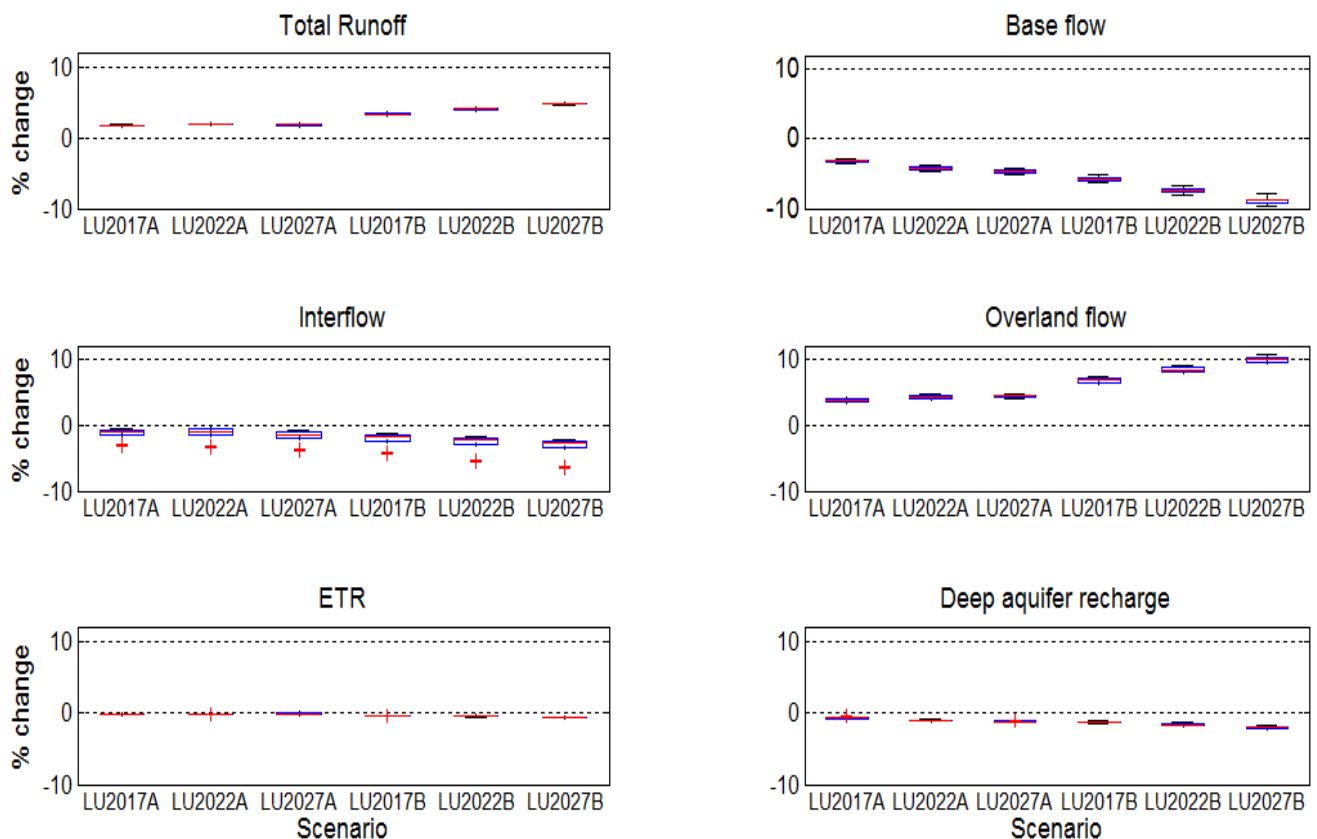 Total Runoff
10
0
-10
% change
LU2017A LU2022A LU2027A LU2017B LU2022B LU2027B
Base flow
10
0
-10
LU2017A LU2022A LU2027A LU2017B LU2022B LU2027B
Interflow
10
0
-10
% change
LU2017A LU2022A LU2027A LU2017B LU2022B LU2027B
Overland flow
10
0
-10
LU2017A LU2022A LU2027A LU2017B LU2022B LU2027B
ETR
10
0
-10
% change
LU2017A LU2022A LU2027A LU2017B LU2022B LU2027B
Scenario
Deep aquifer recharge
10
0
-10
LU2017A LU2022A LU2027A LU2017B LU2022B LU2027B
Scenario